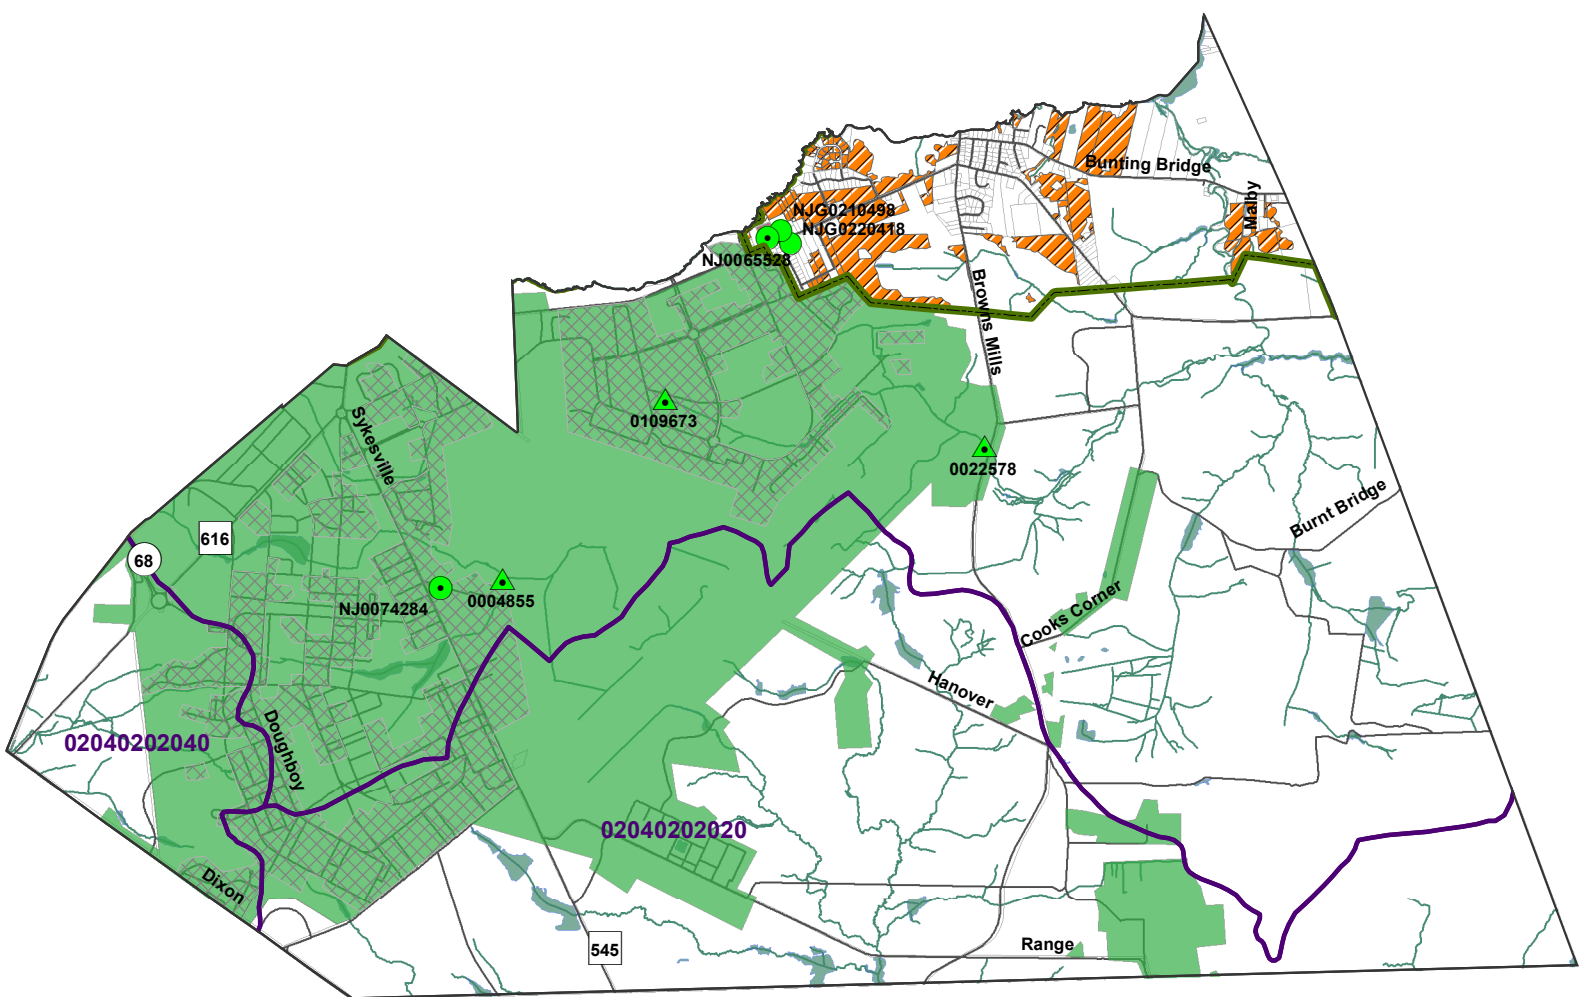 Bunting Bridge
Malby
NJG0210498
NJG0220418
NJ0065528
Browns Mills
Sykesville
0109673
0022578
Burnt Bridge
616
68
NJ0074284
0004855
Cooks Corner
Hanover
02040202040
Doughboy
02040202020
Dixon
545
Range